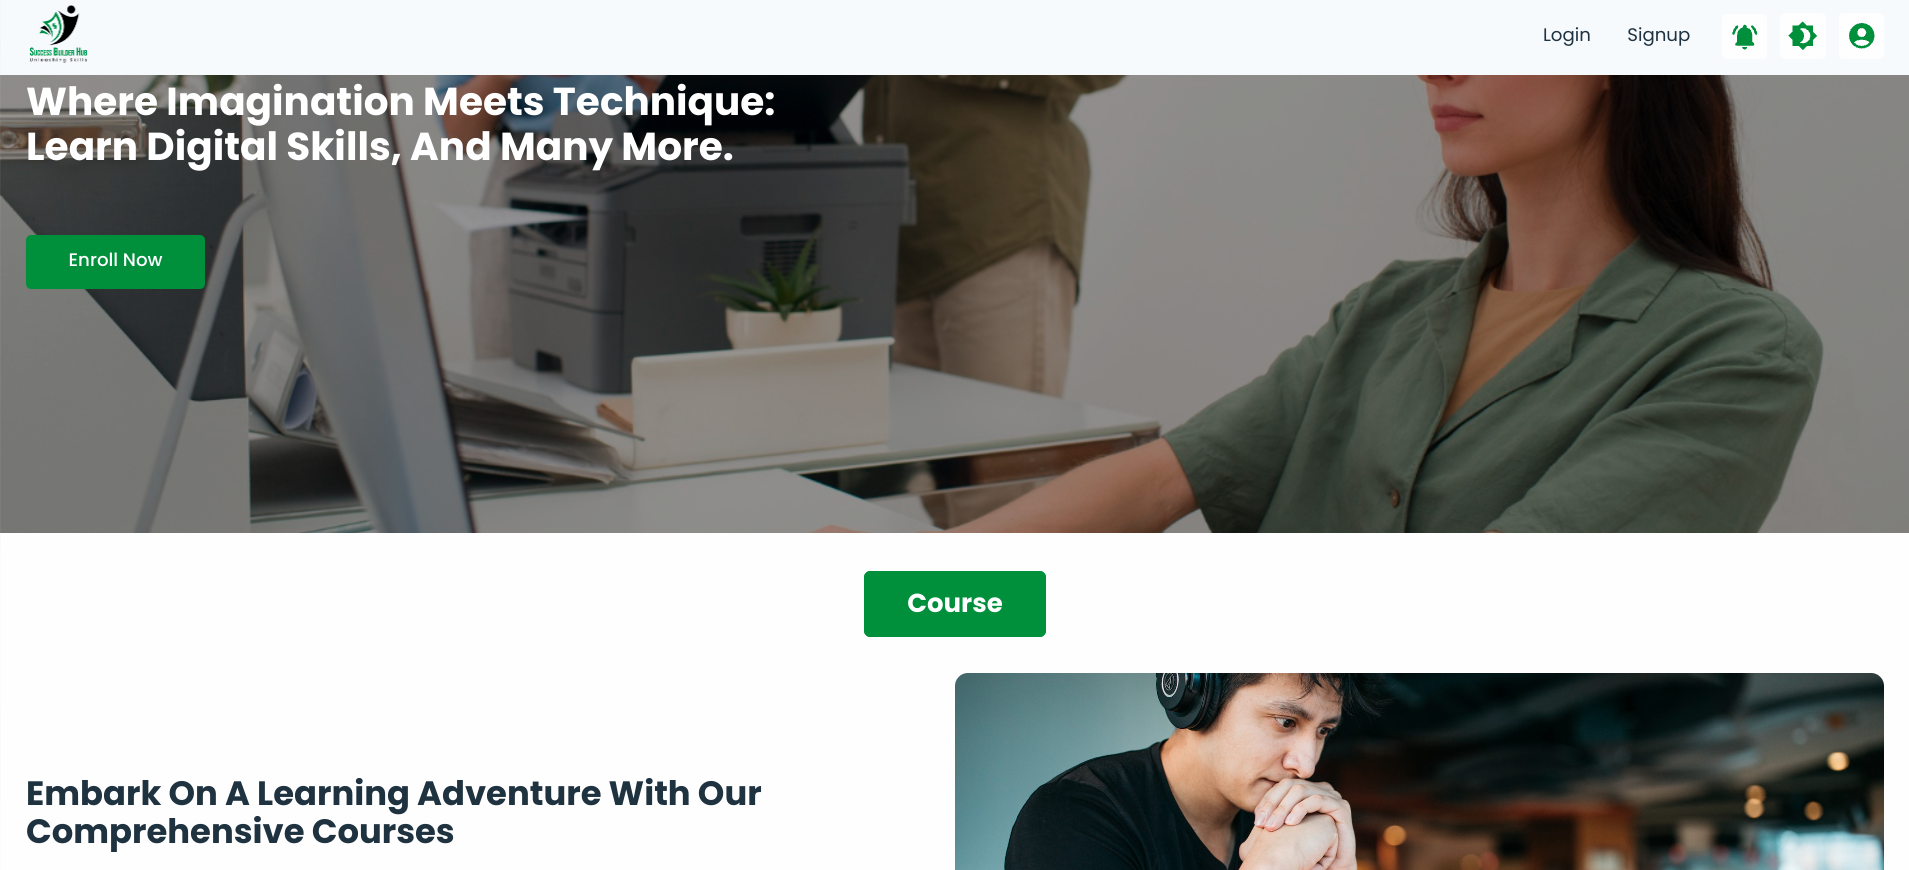 Success Builder Hub
Unleashing Skills
Login
Signup
Where Imagination Meets Technique:
Learn Digital Skills, And Many More.
Enroll Now
Course
Embark On A Learning Adventure With Our
Comprehensive Courses